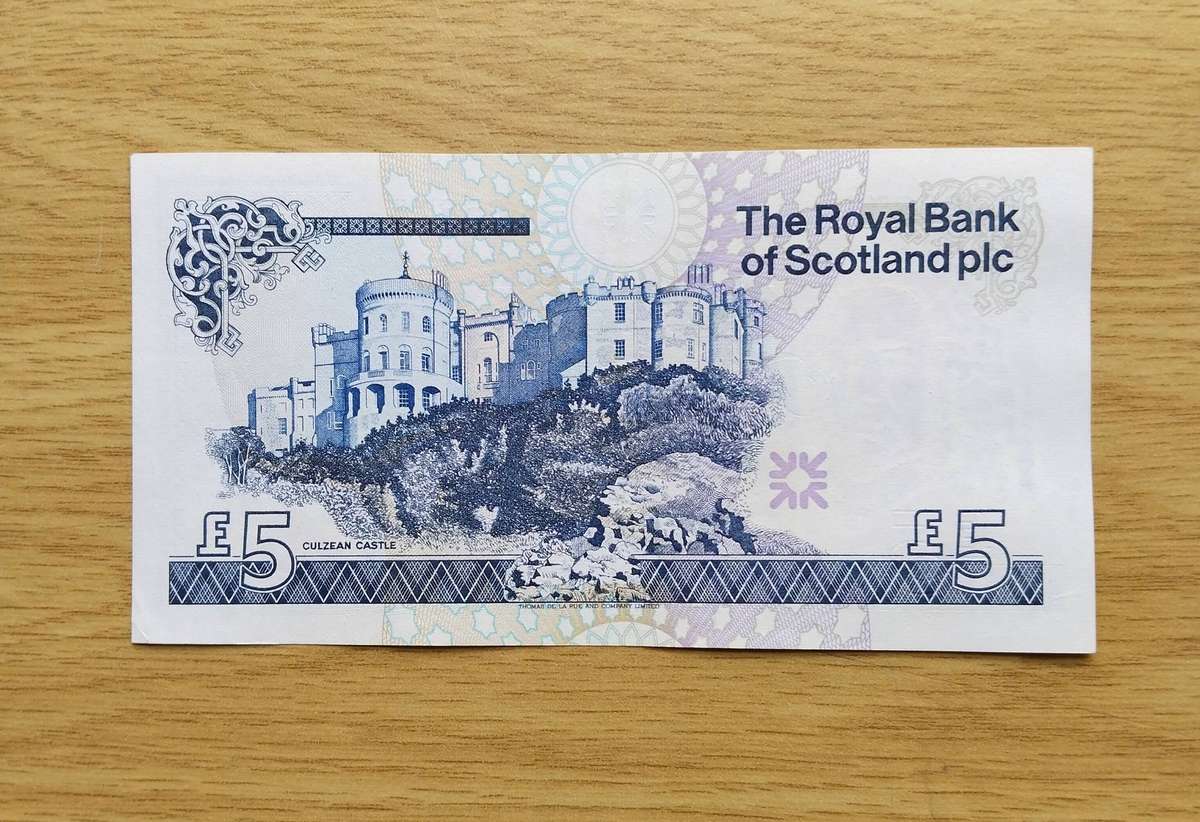 The Royal Bank
of Scotland plc
£5
CULZEAN CASTLE
£5
THOMAS DE LA RUE AND COMPANY LIMITED